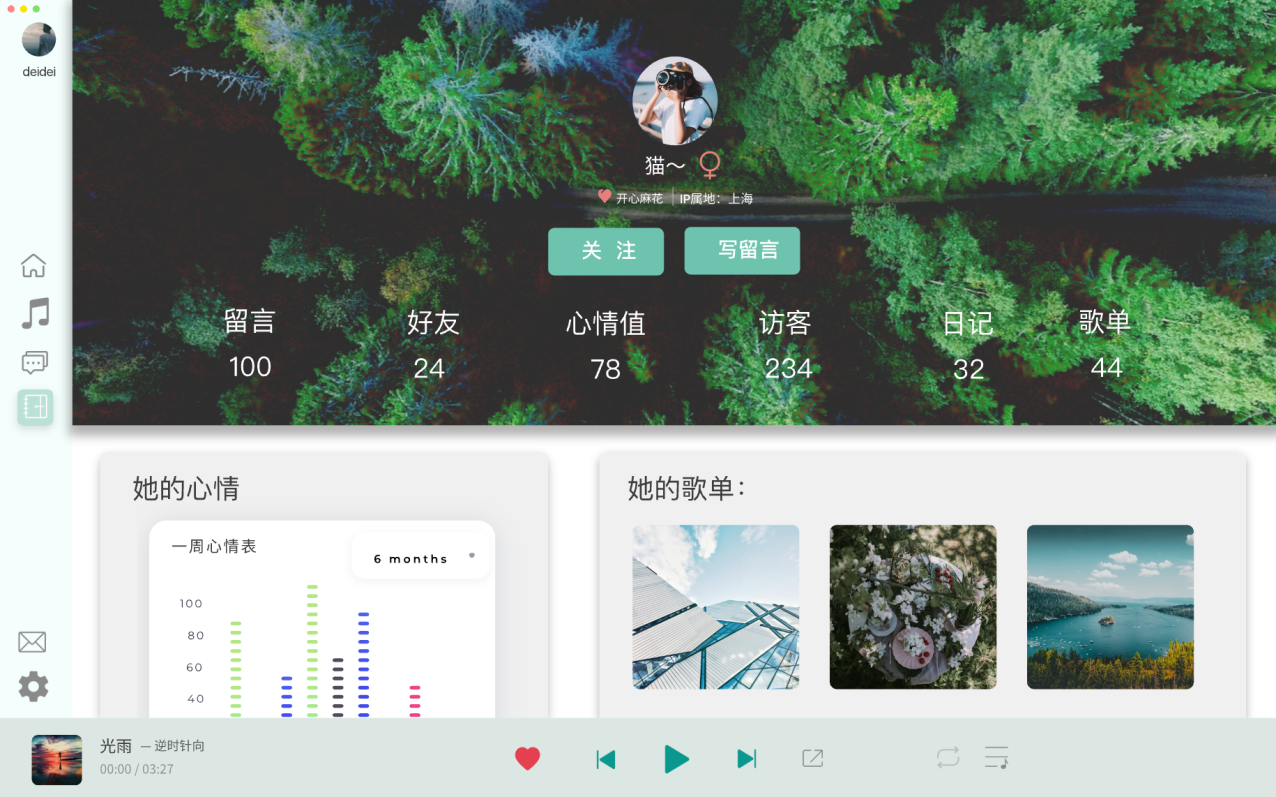 deidei
猫～
开心麻花 IP属地：上海
关 注 写留言
留言 好友 心情值 访客 日记 歌单
100 24 78 234 32 44
她的心情
一周心情表
6 months
100
80
60
40
她的歌单：
光雨 — 逆时针向
00:00 / 03:27